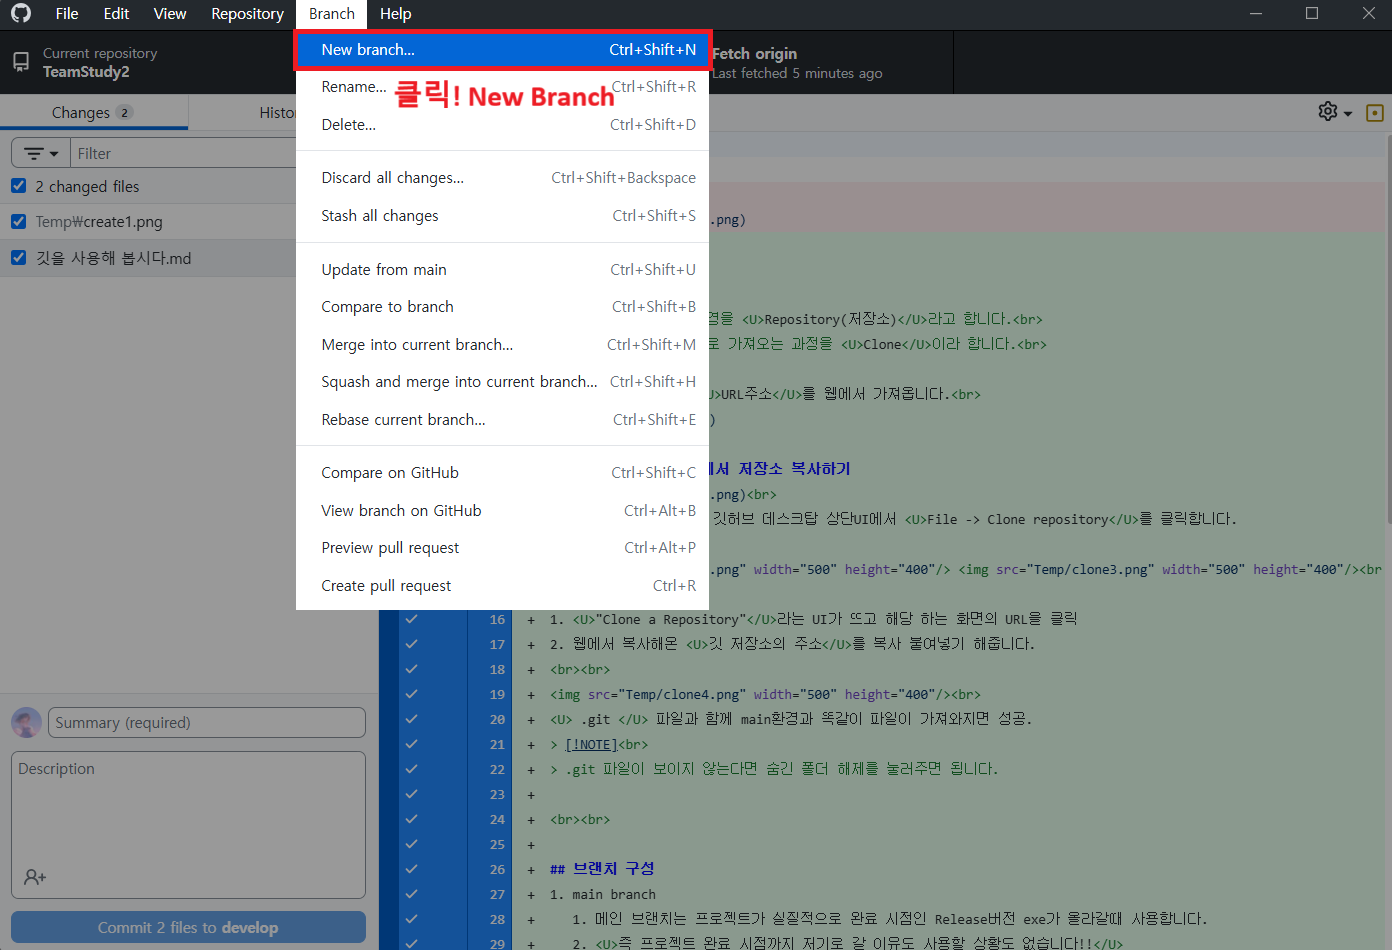 File Edit View Repository Branch Help
Current repository
TeamStudy2
Fetch origin
Last fetched 5 minutes ago
New branch... Ctrl+Shift+N
Rename... Ctrl+Shift+R
클릭! New Branch
Delete... Ctrl+Shift+D
Discard all changes... Ctrl+Shift+Backspace
Stash all changes Ctrl+Shift+S
Update from main Ctrl+Shift+U
Compare to branch Ctrl+Shift+B
Merge into current branch... Ctrl+Shift+M
Squash and merge into current branch... Ctrl+Shift+H
Rebase current branch... Ctrl+Shift+E
Compare on GitHub Ctrl+Shift+C
View branch on GitHub Ctrl+Alt+B
Preview pull request Ctrl+Alt+P
Create pull request Ctrl+R
Changes 2 Histo
Filter
2 changed files
Temp₩create1.png
깃을 사용해 봅시다.md
Summary (required)
Description
Commit 2 files to develop
.png)
<U>Repository(저장소)</U>라고 합니다.<br>
로 가져오는 과정을 <U>Clone</U>이라 합니다.<br>
URL주소</U>를 웹에서 가져옵니다.<br>
)
서 저장소 복사하기
.png)<br>
깃허브 데스크탑 상단UI에서 <U>File -> Clone repository</U>를 클릭합니다.
.png" width="500" height="400"/> <img src="Temp/clone3.png" width="500" height="400"/><br
16 + 1. <U>"Clone a Repository"</U>라는 UI가 뜨고 해당 하는 화면의 URL을 클릭
17 + 2. 웹에서 복사해온 <U>깃 저장소의 주소</U>를 복사 붙여넣기 해줍니다.
18 + <br><br>
19 + <img src="Temp/clone4.png" width="500" height="400"/><br>
20 + <U> .git </U> 파일과 함께 main환경과 똑같이 파일이 가져와지면 성공.
21 + > [!NOTE]<br>
22 + > .git 파일이 보이지 않는다면 숨긴 폴더 해제를 눌러주면 됩니다.
23 +
24 + <br><br>
25 +
26 + ## 브랜치 구성
27 + 1. main branch
28 + 1. 메인 브랜치는 프로젝트가 실질적으로 완료 시점인 Release버전 exe가 올라갈때 사용합니다.
29 + 2. <U>즉 프로젝트 완료 시점까지 저기로 갈 이유도 사용할 상황도 없습니다!!</U>